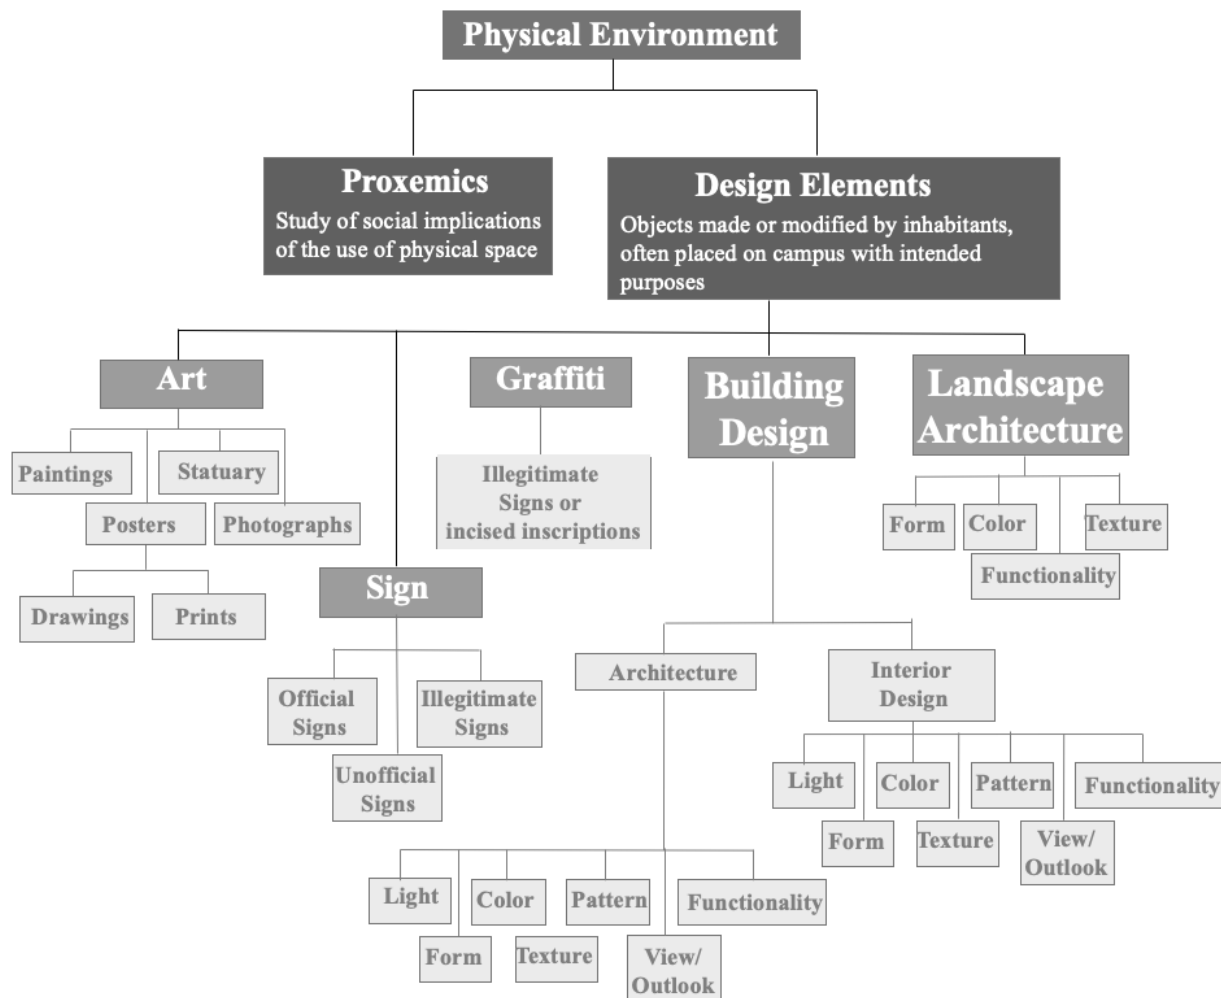 Physical Environment
Proxemics
Study of social implications
of the use of physical space
Design Elements
Objects made or modified by inhabitants,
often placed on campus with intended
purposes
Art
Graffiti
Building
Design
Landscape
Architecture
Paintings
Statuary
Posters
Photographs
Drawings
Prints
Illegitimate
Signs or
incised inscriptions
Form
Color
Texture
Functionality
Sign
Official
Signs
Illegitimate
Signs
Unofficial
Signs
Architecture
Interior
Design
Light
Color
Pattern
Functionality
Form
Texture
View/
Outlook
Light
Color
Pattern
Functionality
Form
Texture
View/
Outlook